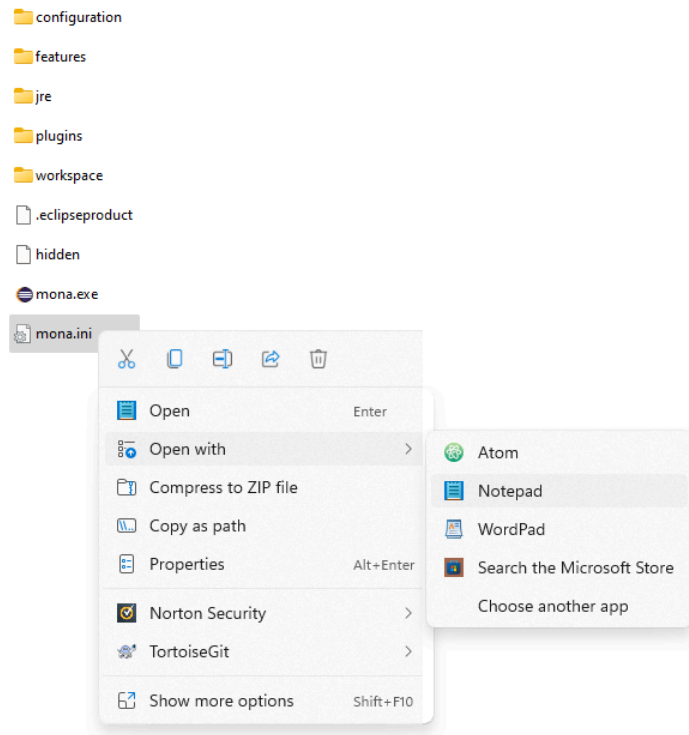 configuration
features
jre
plugins
workspace
.eclipseproduct
hidden
mona.exe
mona.ini
Open Enter
Open with
Compress to ZIP file
Copy as path
Properties Alt+Enter
Norton Security
TortoiseGit
Show more options Shift+F10
Atom
Notepad
WordPad
Search the Microsoft Store
Choose another app